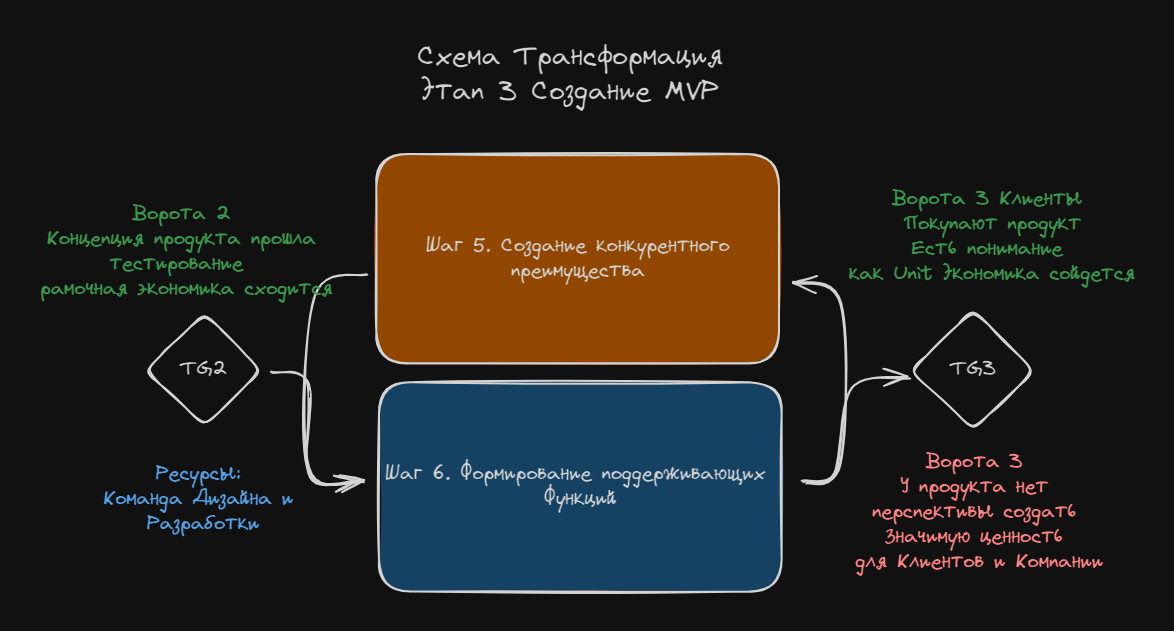 Схема Трансформация
Этап 3 Создание MVP
Ворота 2
Концепция продукта прошла
тестирование
рамочная экономика сходится
TG2
Ресурсы:
Команда Дизайна и
Разработки
Шаг 5. Создание конкурентного
преимущества
Шаг 6. Формирование поддерживающих
Функций
Ворота 3 Клиенты
Покупают продукт
Есть понимание
как Unit Экономика сойдется
TG3
Ворота 3
У продукта нет
перспективы создать
Значимую ценность
для Клиентов и Компании